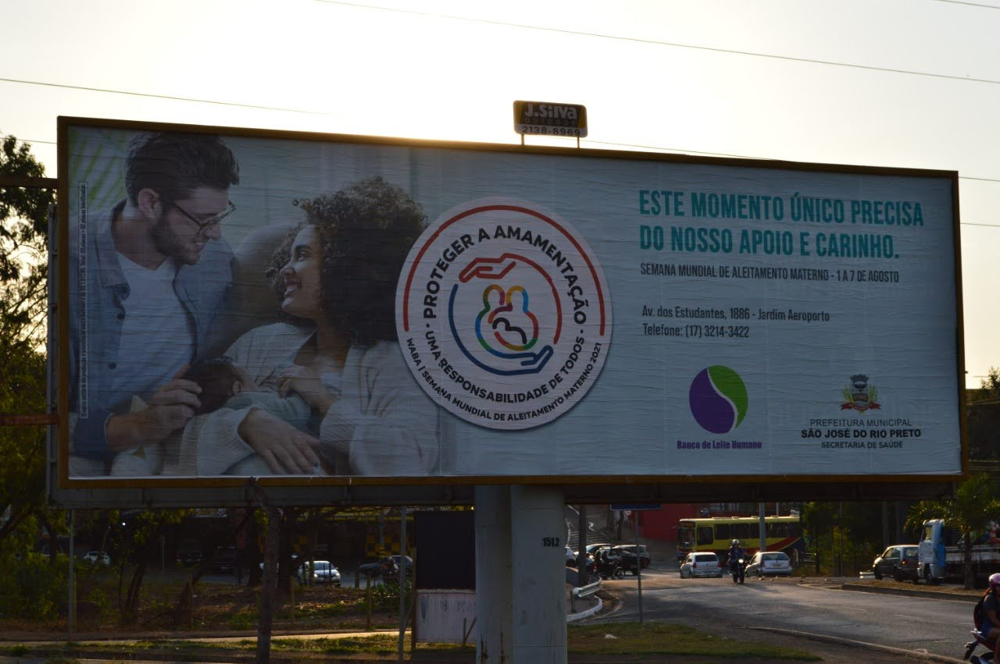 J.Silva
OUTDOOR
2138-8969
PROTEGER A AMAMENTAÇÃO
UMA RESPONSABILIDADE DE TODOS
WABA | SEMANA MUNDIAL DE ALEITAMENTO MATERNO 2021
ESTE MOMENTO ÚNICO PRECISA
DO NOSSO APOIO E CARINHO.
SEMANA MUNDIAL DE ALEITAMENTO MATERNO - 1 A 7 DE AGOSTO
Av. dos Estudantes, 1886 - Jardim Aeroporto
Telefone: (17) 3214-3422
Banco de Leite Humano
PREFEITURA MUNICIPAL
SÃO JOSÉ DO RIO PRETO
SECRETARIA DE SAÚDE
1512